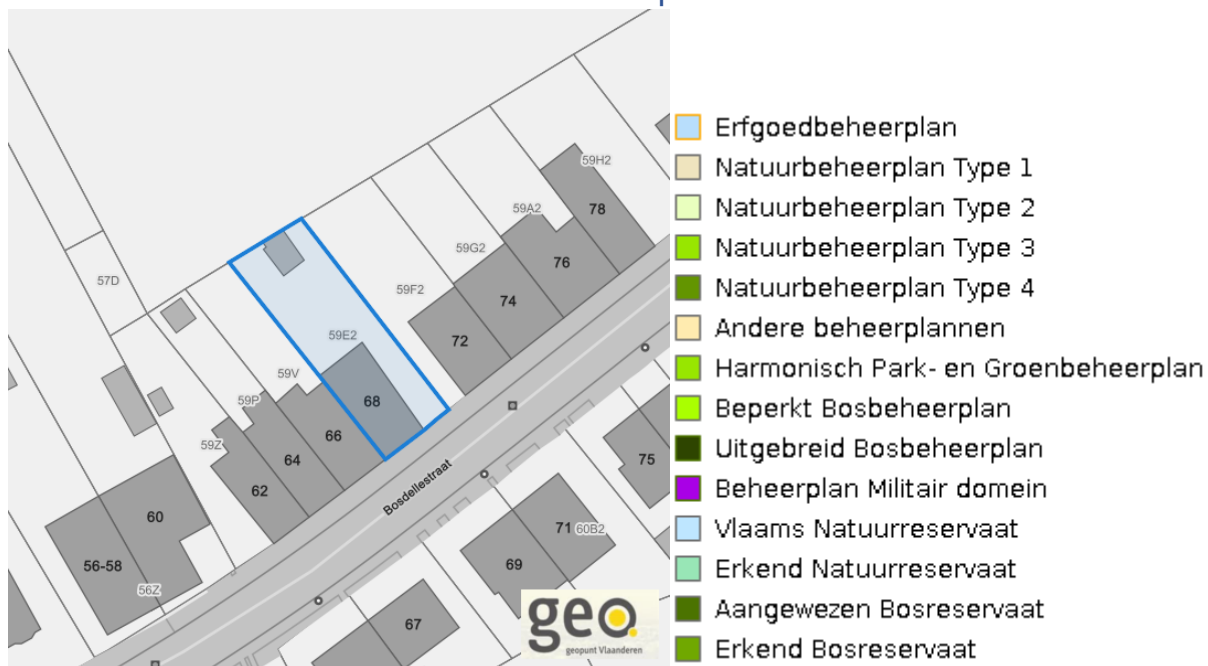 59H2
78
59A2
76
59G2
74
57D
59F2
72
59E2
59V
68
59P
66
59Z
64
62
75
Bosdellestraat
60
71 60B2
56-58
69
56Z
67
geo.
geopunt Vlaanderen
Erfgoedbeheerplan
Natuurbeheerplan Type 1
Natuurbeheerplan Type 2
Natuurbeheerplan Type 3
Natuurbeheerplan Type 4
Andere beheerplannen
Harmonisch Park- en Groenbeheerplan
Beperkt Bosbeheerplan
Uitgebreid Bosbeheerplan
Beheerplan Militair domein
Vlaams Natuurreservaat
Erkend Natuurreservaat
Aangewezen Bosreservaat
Erkend Bosreservaat